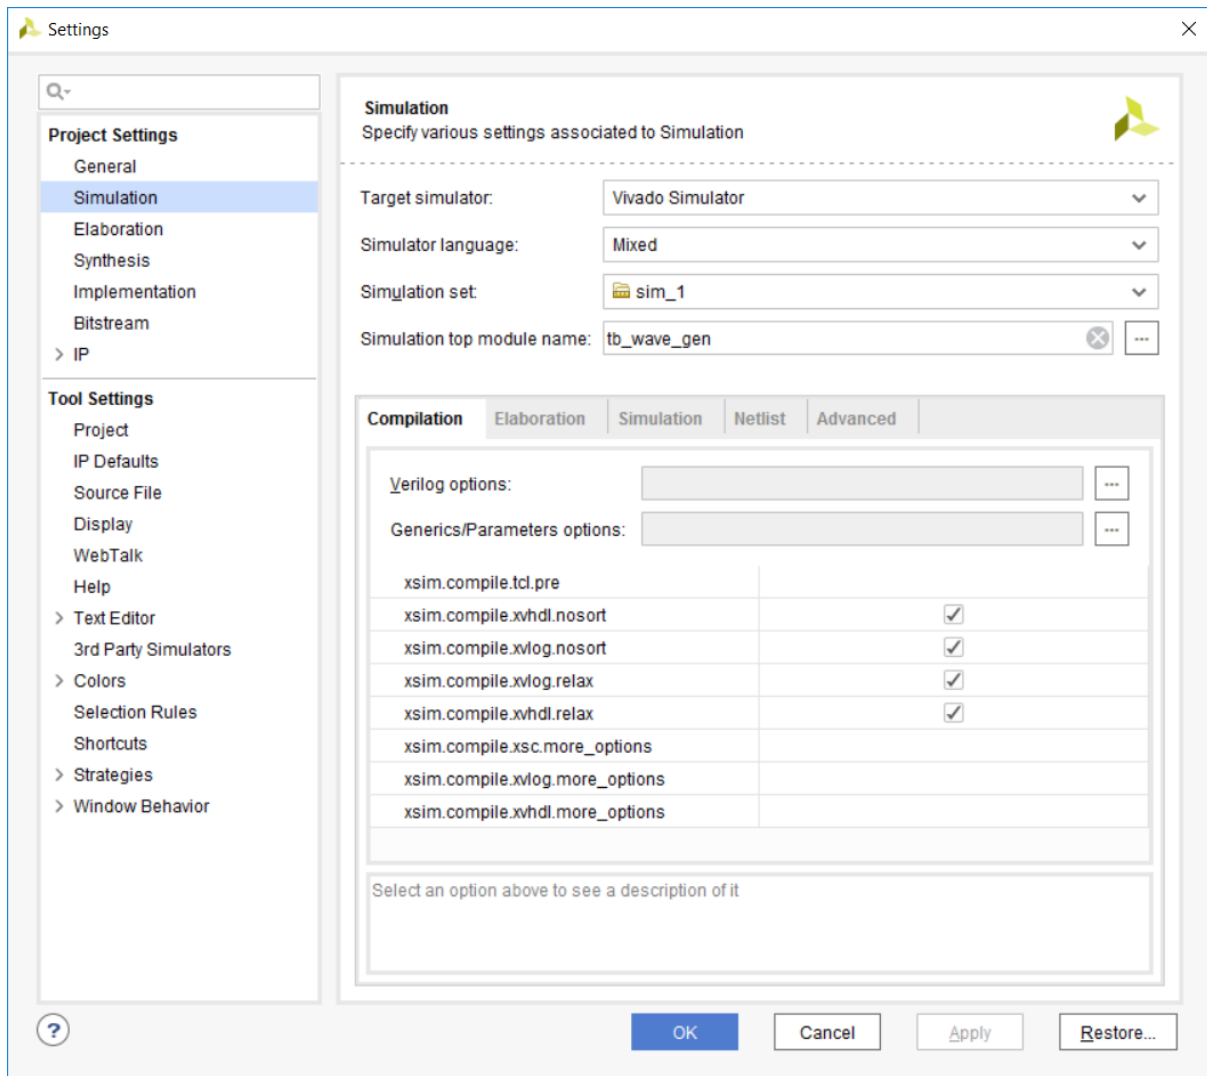 Settings
Project Settings
General
Simulation
Elaboration
Synthesis
Implementation
Bitstream
IP
Tool Settings
Project
IP Defaults
Source File
Display
WebTalk
Help
Text Editor
3rd Party Simulators
Colors
Selection Rules
Shortcuts
Strategies
Window Behavior
Simulation
Specify various settings associated to Simulation
Target simulator: Vivado Simulator
Simulator language: Mixed
Simulation set: sim_1
Simulation top module name: tb_wave_gen ...
Compilation Elaboration Simulation Netlist Advanced
Verilog options: ...
Generics/Parameters options: ...
xsim.compile.tcl.pre
xsim.compile.xvhdl.nosort
xsim.compile.xvlog.nosort
xsim.compile.xvlog.relax
xsim.compile.xvhdl.relax
xsim.compile.xsc.more_options
xsim.compile.xvlog.more_options
xsim.compile.xvhdl.more_options
Select an option above to see a description of it
? OK Cancel Apply Restore...